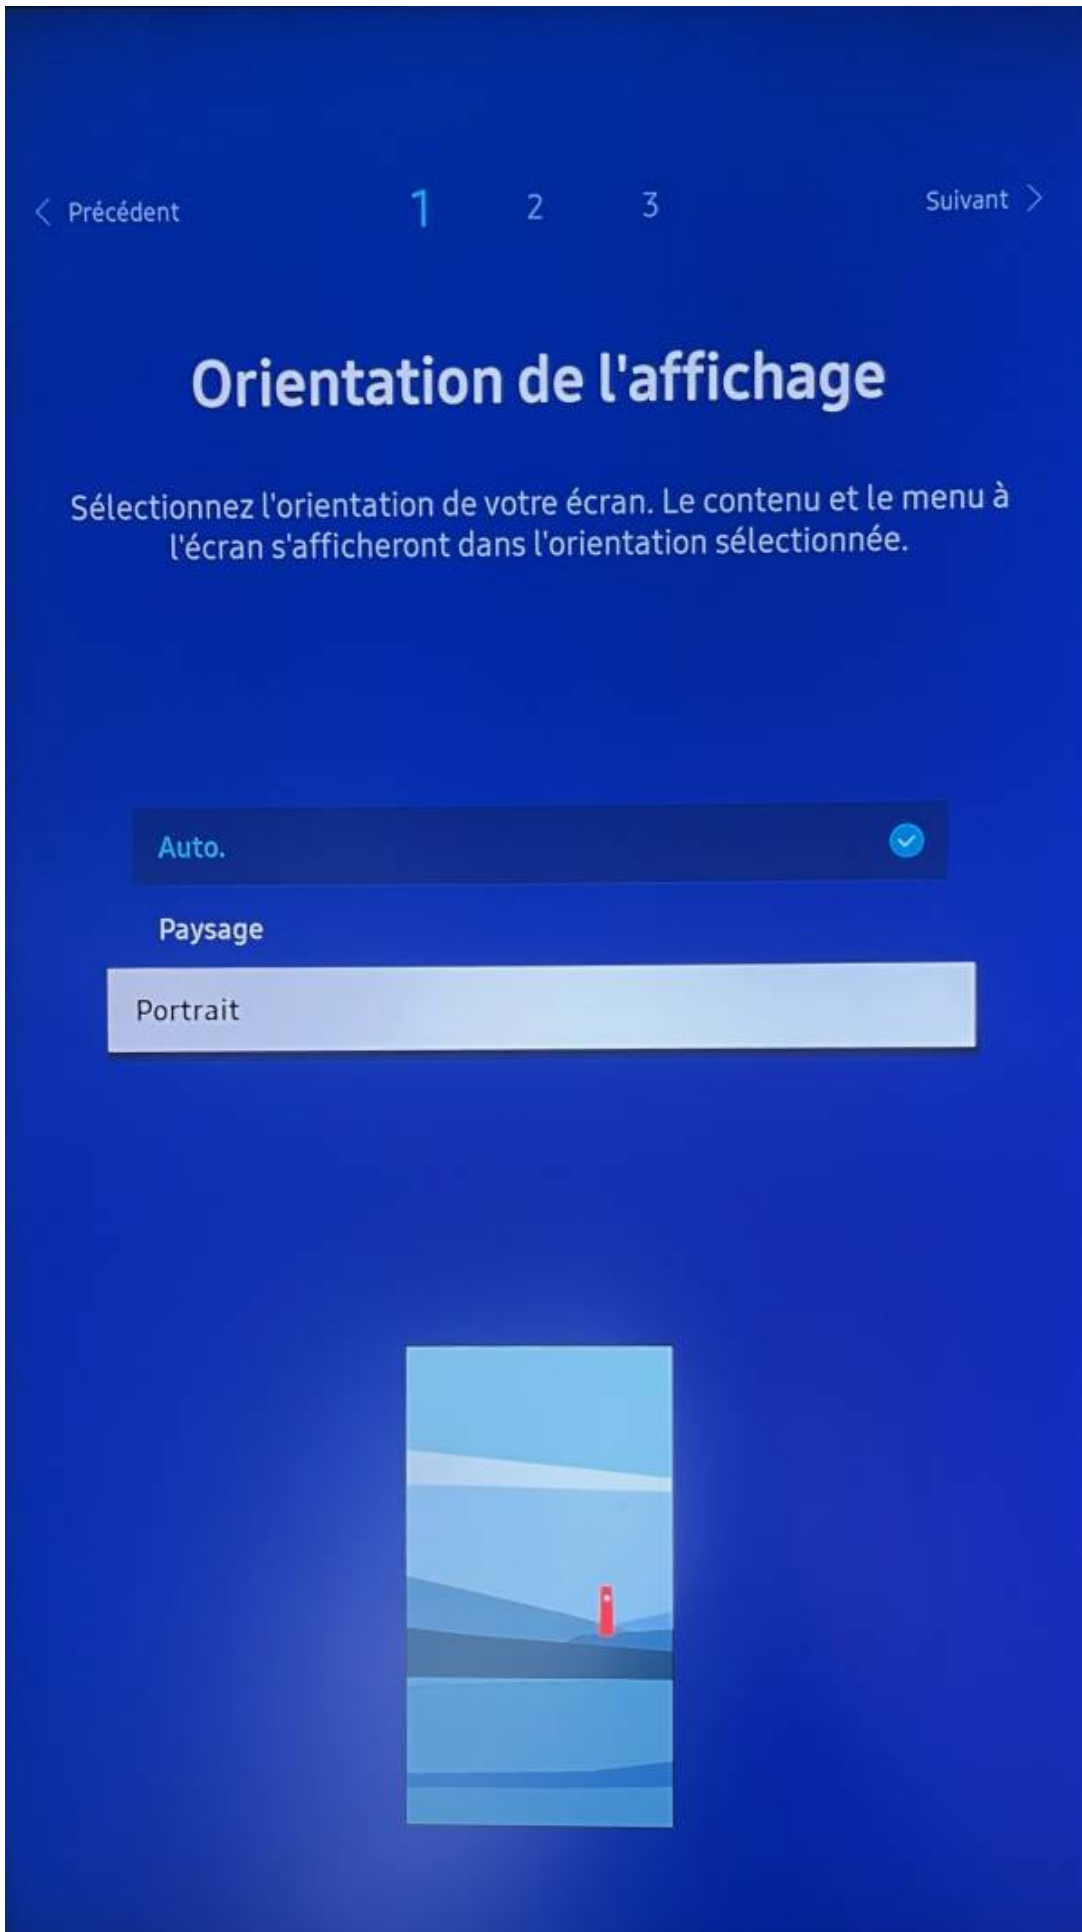 Précédent
1
2
3
Suivant
Orientation de l'affichage
Sélectionnez l'orientation de votre écran. Le contenu et le menu à
l'écran s'afficheront dans l'orientation sélectionnée.
Auto.
Paysage
Portrait